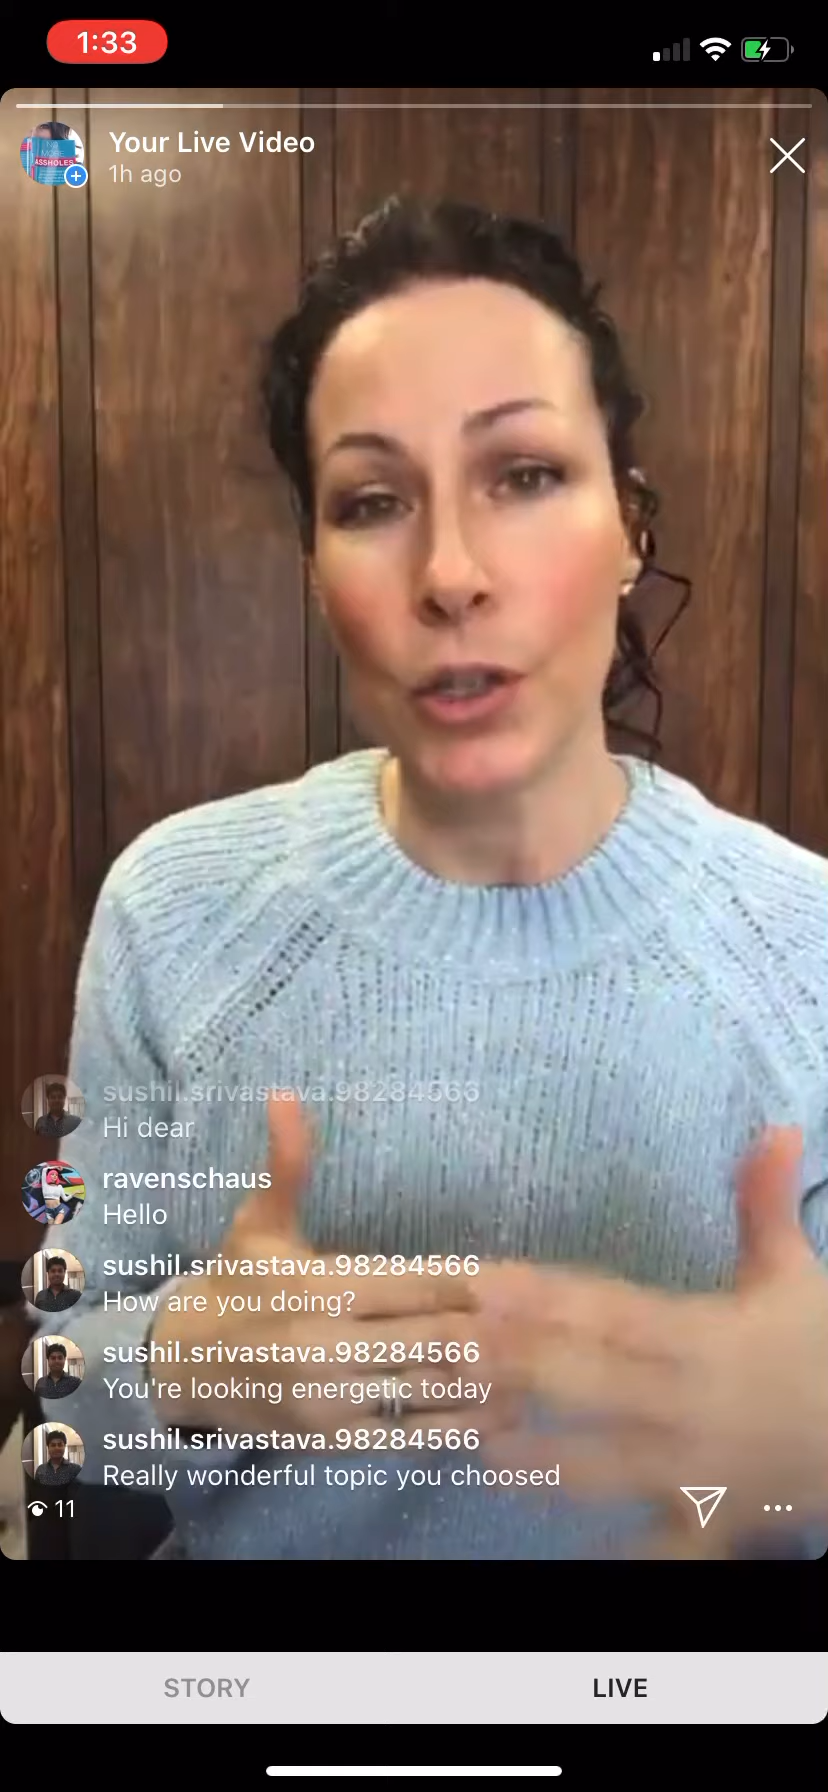 1:33
Your Live Video
1h ago
MORE
ASSHOLES
sushil.srivastava.98284566
Hi dear
ravenschaus
Hello
sushil.srivastava.98284566
How are you doing?
sushil.srivastava.98284566
You're looking energetic today
sushil.srivastava.98284566
Really wonderful topic you choosed
11
STORY
LIVE